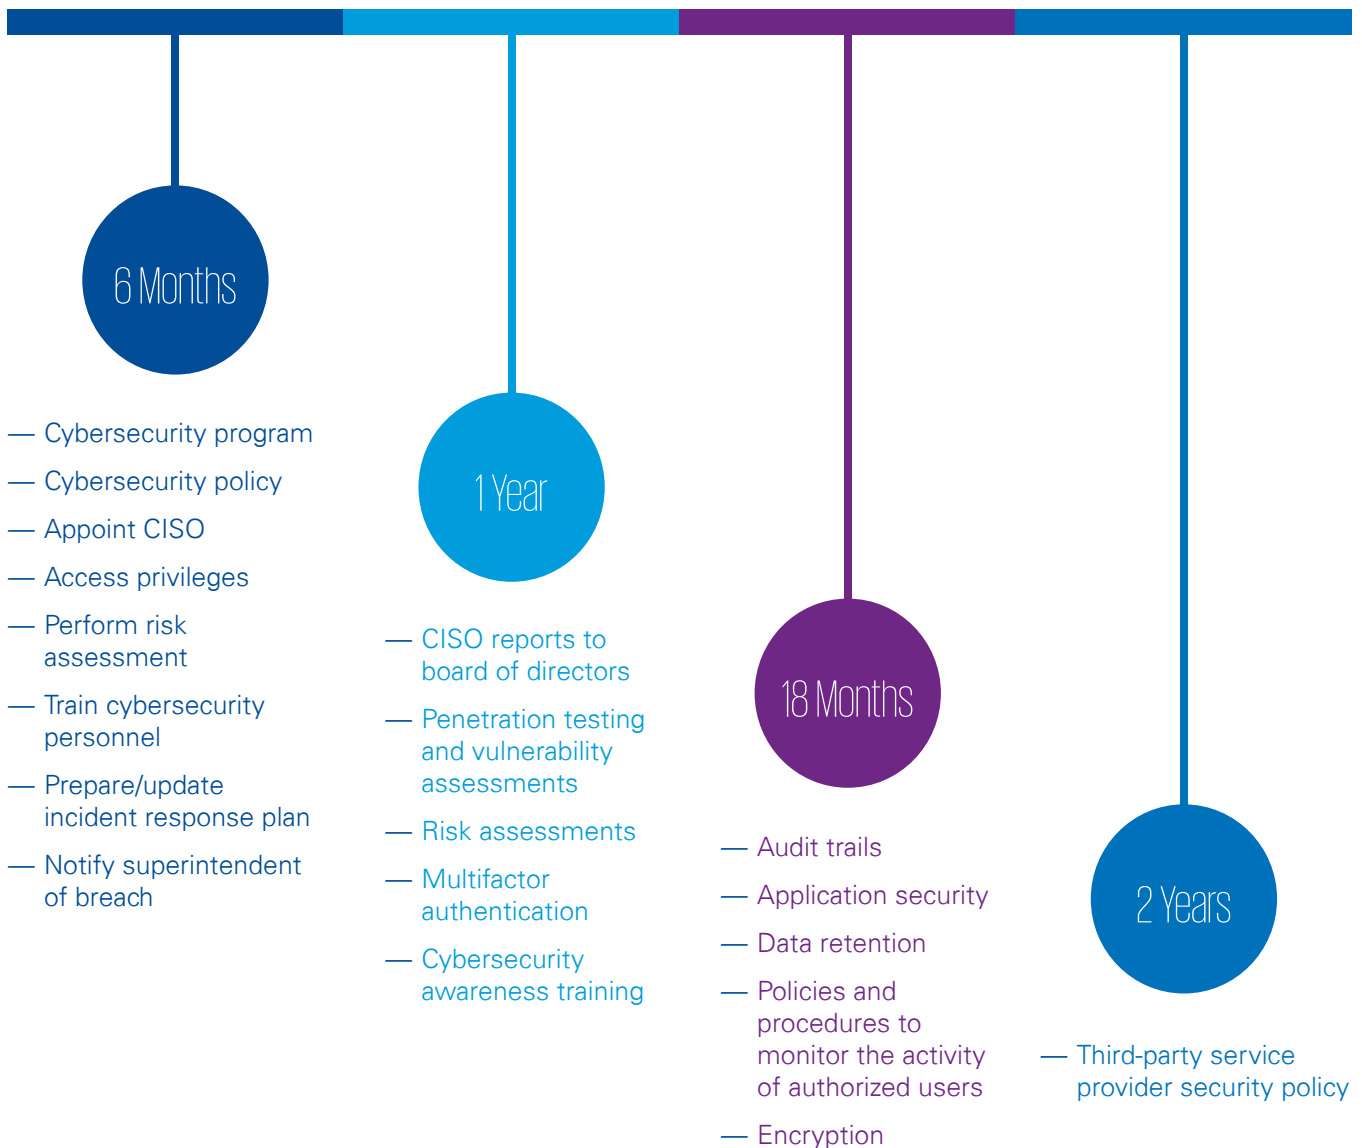 6 Months
— Cybersecurity program
— Cybersecurity policy
— Appoint CISO
— Access privileges
— Perform risk
assessment
— Train cybersecurity
personnel
— Prepare/update
incident response plan
— Notify superintendent
of breach
1 Year
— CISO reports to
board of directors
— Penetration testing
and vulnerability
assessments
— Risk assessments
— Multifactor
authentication
— Cybersecurity
awareness training
18 Months
— Audit trails
— Application security
— Data retention
— Policies and
procedures to
monitor the activity
of authorized users
— Encryption
2 Years
— Third-party service
provider security policy